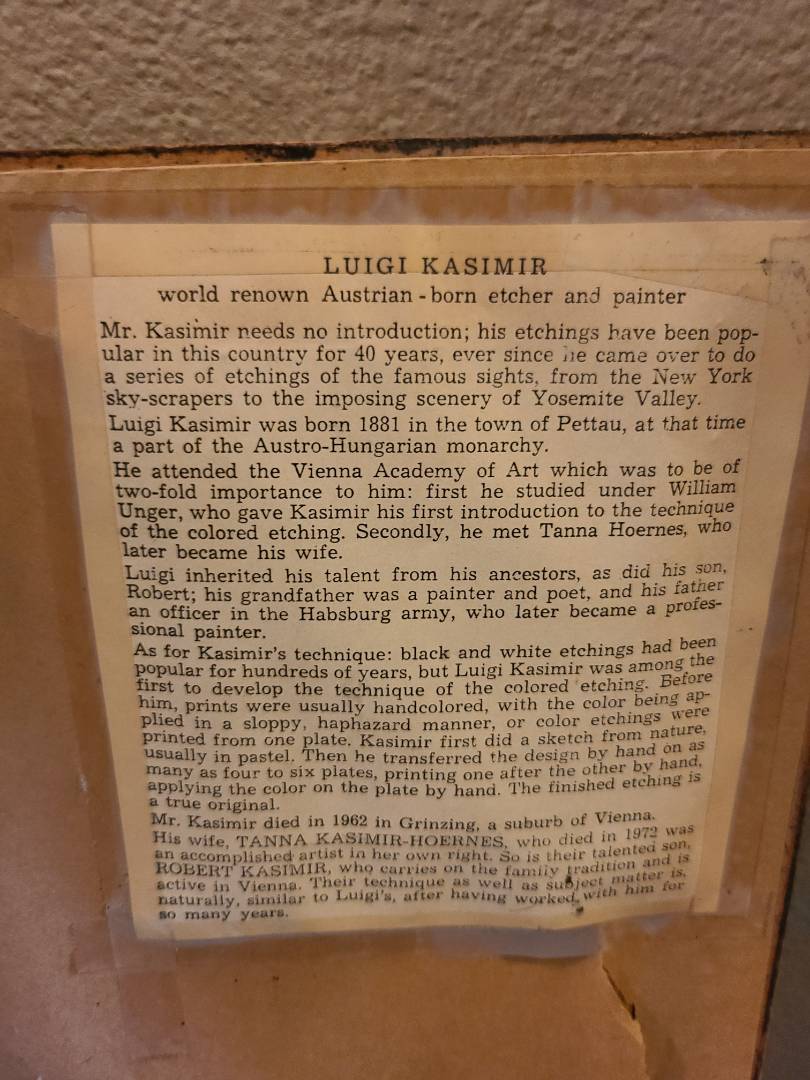 LUIGI KASIMIR
world renown Austrian-born etcher and painter
Mr. Kasimir needs no introduction; his etchings have been pop-
ular in this country for 40 years, ever since he came over to do
a series of etchings of the famous sights, from the New York
sky-scrapers to the imposing scenery of Yosemite Valley.
Luigi Kasimir was born 1881 in the town of Pettau, at that time
a part of the Austro-Hungarian monarchy.
He attended the Vienna Academy of Art which was to be of
two-fold importance to him: first he studied under William
Unger, who gave Kasimir his first introduction to the technique
of the colored etching. Secondly, he met Tanna Hoernes, who
later became his wife.
Luigi inherited his talent from his ancestors, as did his son,
Robert; his grandfather was a painter and poet, and his father
an officer in the Habsburg army, who later became a profes-
sional painter.
As for Kasimir's technique: black and white etchings had been
popular for hundreds of years, but Luigi Kasimir was among the
first to develop the technique of the colored etching. Before
him, prints were usually handcolored, with the color being ap-
plied in a sloppy, haphazard manner, or color etchings were
printed from one plate. Kasimir first did a sketch from nature,
usually in pastel. Then he transferred the design by hand on as
many as four to six plates, printing one after the other by hand,
applying the color on the plate by hand. The finished etching is
a true original.
Mr. Kasimir died in 1962 in Grinzing, a suburb of Vienna.
His wife, TANNA KASIMIR-HOERNES, who died in 1972 was
an accomplished artist in her own right. So is their talented son,
ROBERT KASIMIR, who carries on the family tradition and is
active in Vienna. Their technique as well as subject matter is,
naturally, similar to Luigi's, after having worked with him for
so many years.